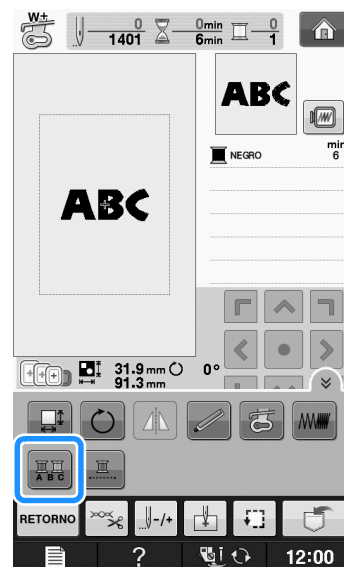 W+
0 0min 0
1401 6min 1
ABC
min
NEGRO 6
ABC
31.9 mm 0°
91.3 mm
A B C
RETORNO -/+
? 12:00